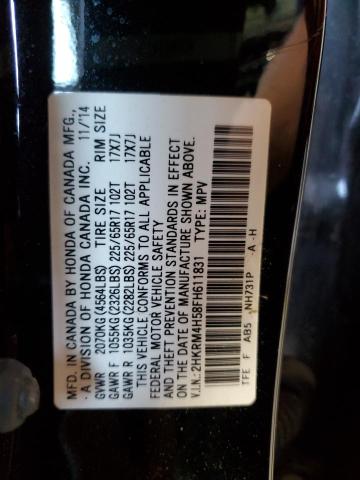 MFD. IN CANADA BY HONDA OF CANADA MFG.,
-A DIVISION OF HONDA CANADA INC. 11/'14
GVWR 2070KG (4564LBS) TIRE SIZE RIM SIZE
GAWR F 1055KG (2326LBS) 225/65R17 102T 17X7J
GAWR R 1035KG (2282LBS) 225/65R17 102T 17X7J
THIS VEHICLE CONFORMS TO ALL APPLICABLE
FEDERAL MOTOR VEHICLE SAFETY
AND THEFT PREVENTION STANDARDS IN EFFECT
ON THE DATE OF MANUFACTURE SHOWN ABOVE.
V.I.N.: 2HKRM4H58FH611831 TYPE: MPV
TFE F AB5 NH731P -A -H